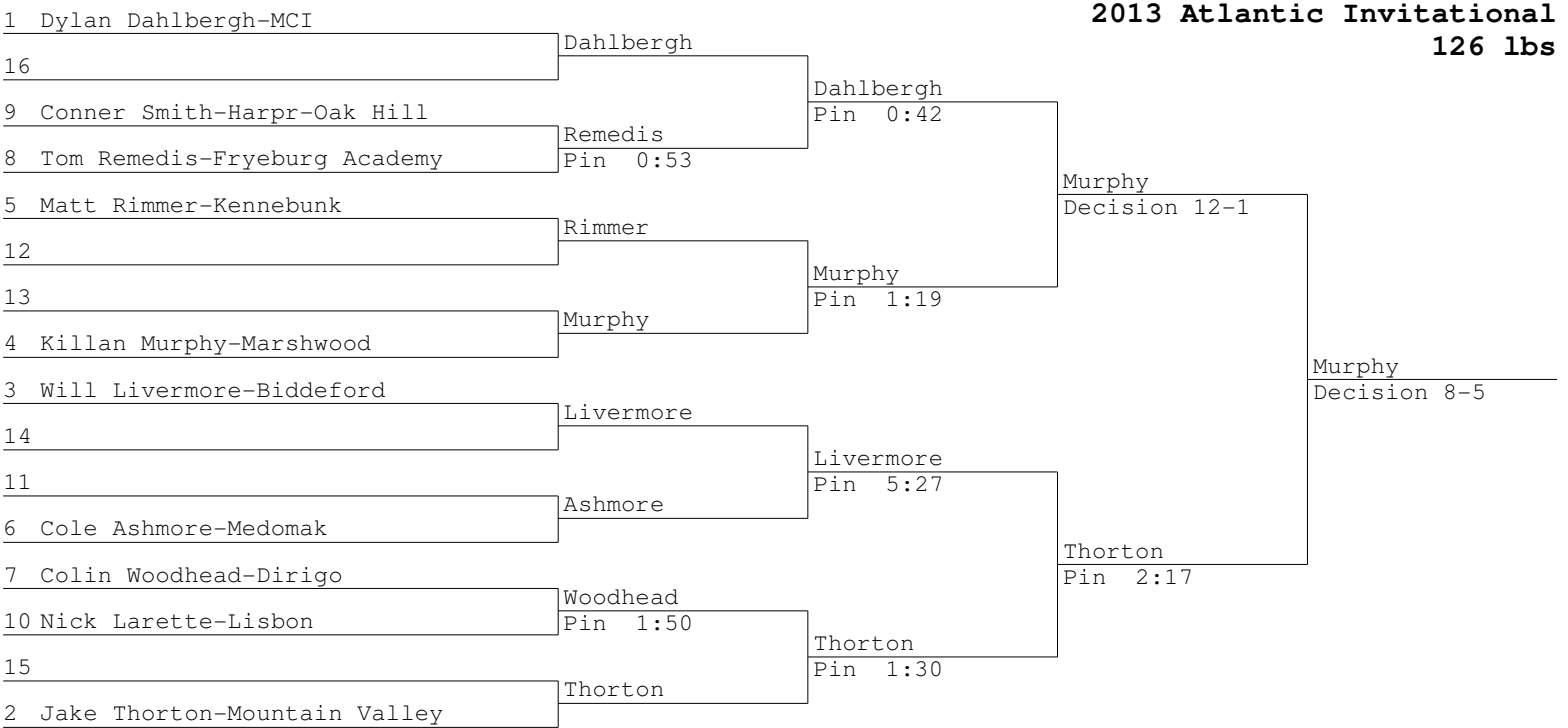 2013 Atlantic Invitational
126 lbs
1 Dylan Dahlbergh-MCI
16
9 Conner Smith-Harpr-Oak Hill
8 Tom Remedis-Fryeburg Academy
5 Matt Rimmer-Kennebunk
12
13
4 Killan Murphy-Marshwood
3 Will Livermore-Biddeford
14
11
6 Cole Ashmore-Medomak
7 Colin Woodhead-Dirigo
10 Nick Larette-Lisbon
15
2 Jake Thorton-Mountain Valley
Dahlbergh
Remedis
Pin 0:53
Rimmer
Murphy
Livermore
Ashmore
Woodhead
Pin 1:50
Thorton
Dahlbergh
Pin 0:42
Murphy
Pin 1:19
Livermore
Pin 5:27
Thorton
Pin 1:30
Murphy
Decision 12-1
Thorton
Pin 2:17
Murphy
Decision 8-5